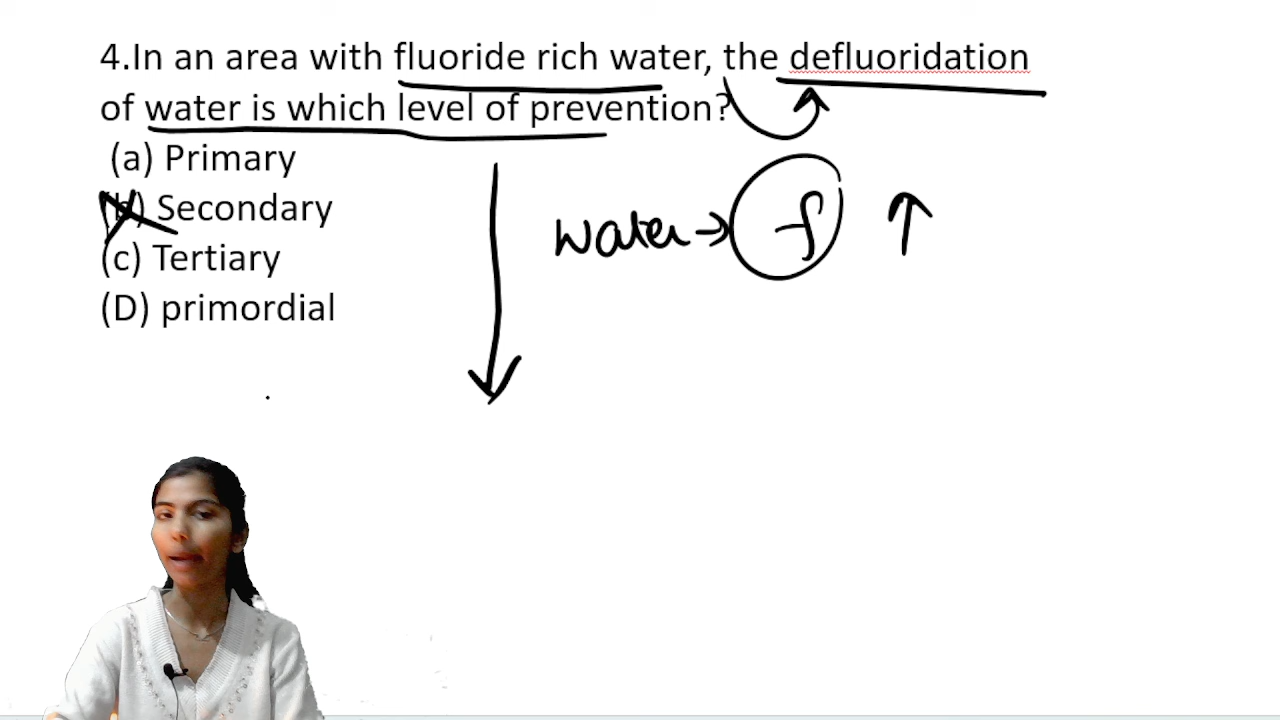 4.In an area with fluoride rich water, the defluoridation
of water is which level of prevention?
(a) Primary
(b) Secondary
(c) Tertiary
(D) primordial
water → f ↑